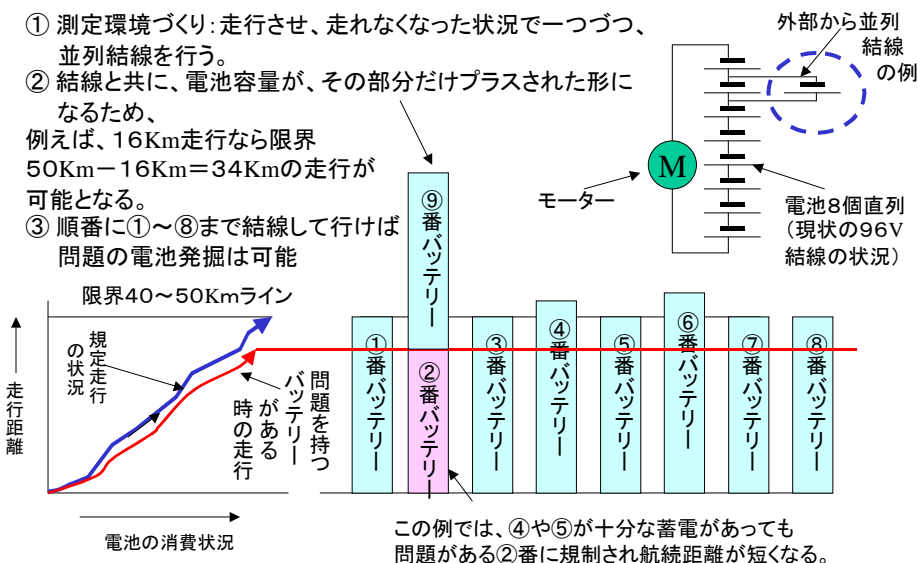 ① 測定環境づくり：走行させ、走れなくなった状況で一つづつ、
並列結線を行う。
② 結線と共に、電池容量が、その部分だけプラスされた形に
なるため、
例えば、16Km走行なら限界
50Km－16Km＝34Kmの走行が
可能となる。
③ 順番に①～⑧まで結線して行けば
問題の電池発掘は可能
外部から並列
結線
の例
M
モーター
電池8個直列
（現状の96V
結線の状況）
限界40～50Kmライン
走行距離
規定走行
の状況
問題を持つ
バッテリー
がある
時の走行
電池の消費状況
①番バッテリー
⑨番バッテリー
②番バッテリー
③番バッテリー
④番バッテリー
⑤番バッテリー
⑥番バッテリー
⑦番バッテリー
⑧番バッテリー
この例では、④や⑤が十分な蓄電があっても
問題がある②番に規制され航続距離が短くなる。